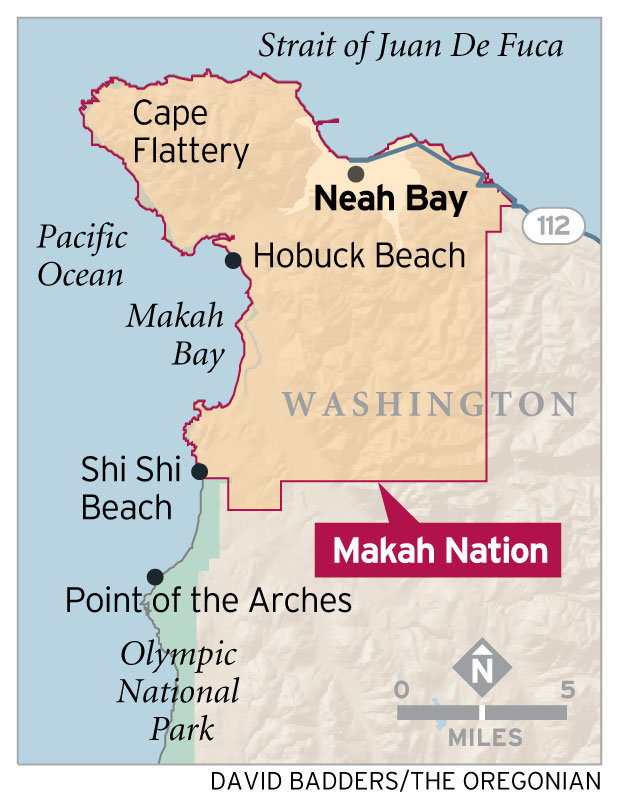 Strait of Juan De Fuca
Cape
Flattery
Neah Bay
112
Pacific
Ocean
Hobuck Beach
Makah
Bay
WASHINGTON
Shi Shi
Beach
Makah Nation
Point of the Arches
Olympic
National
Park
N
0 5
MILES
DAVID BADDERS/THE OREGONIAN